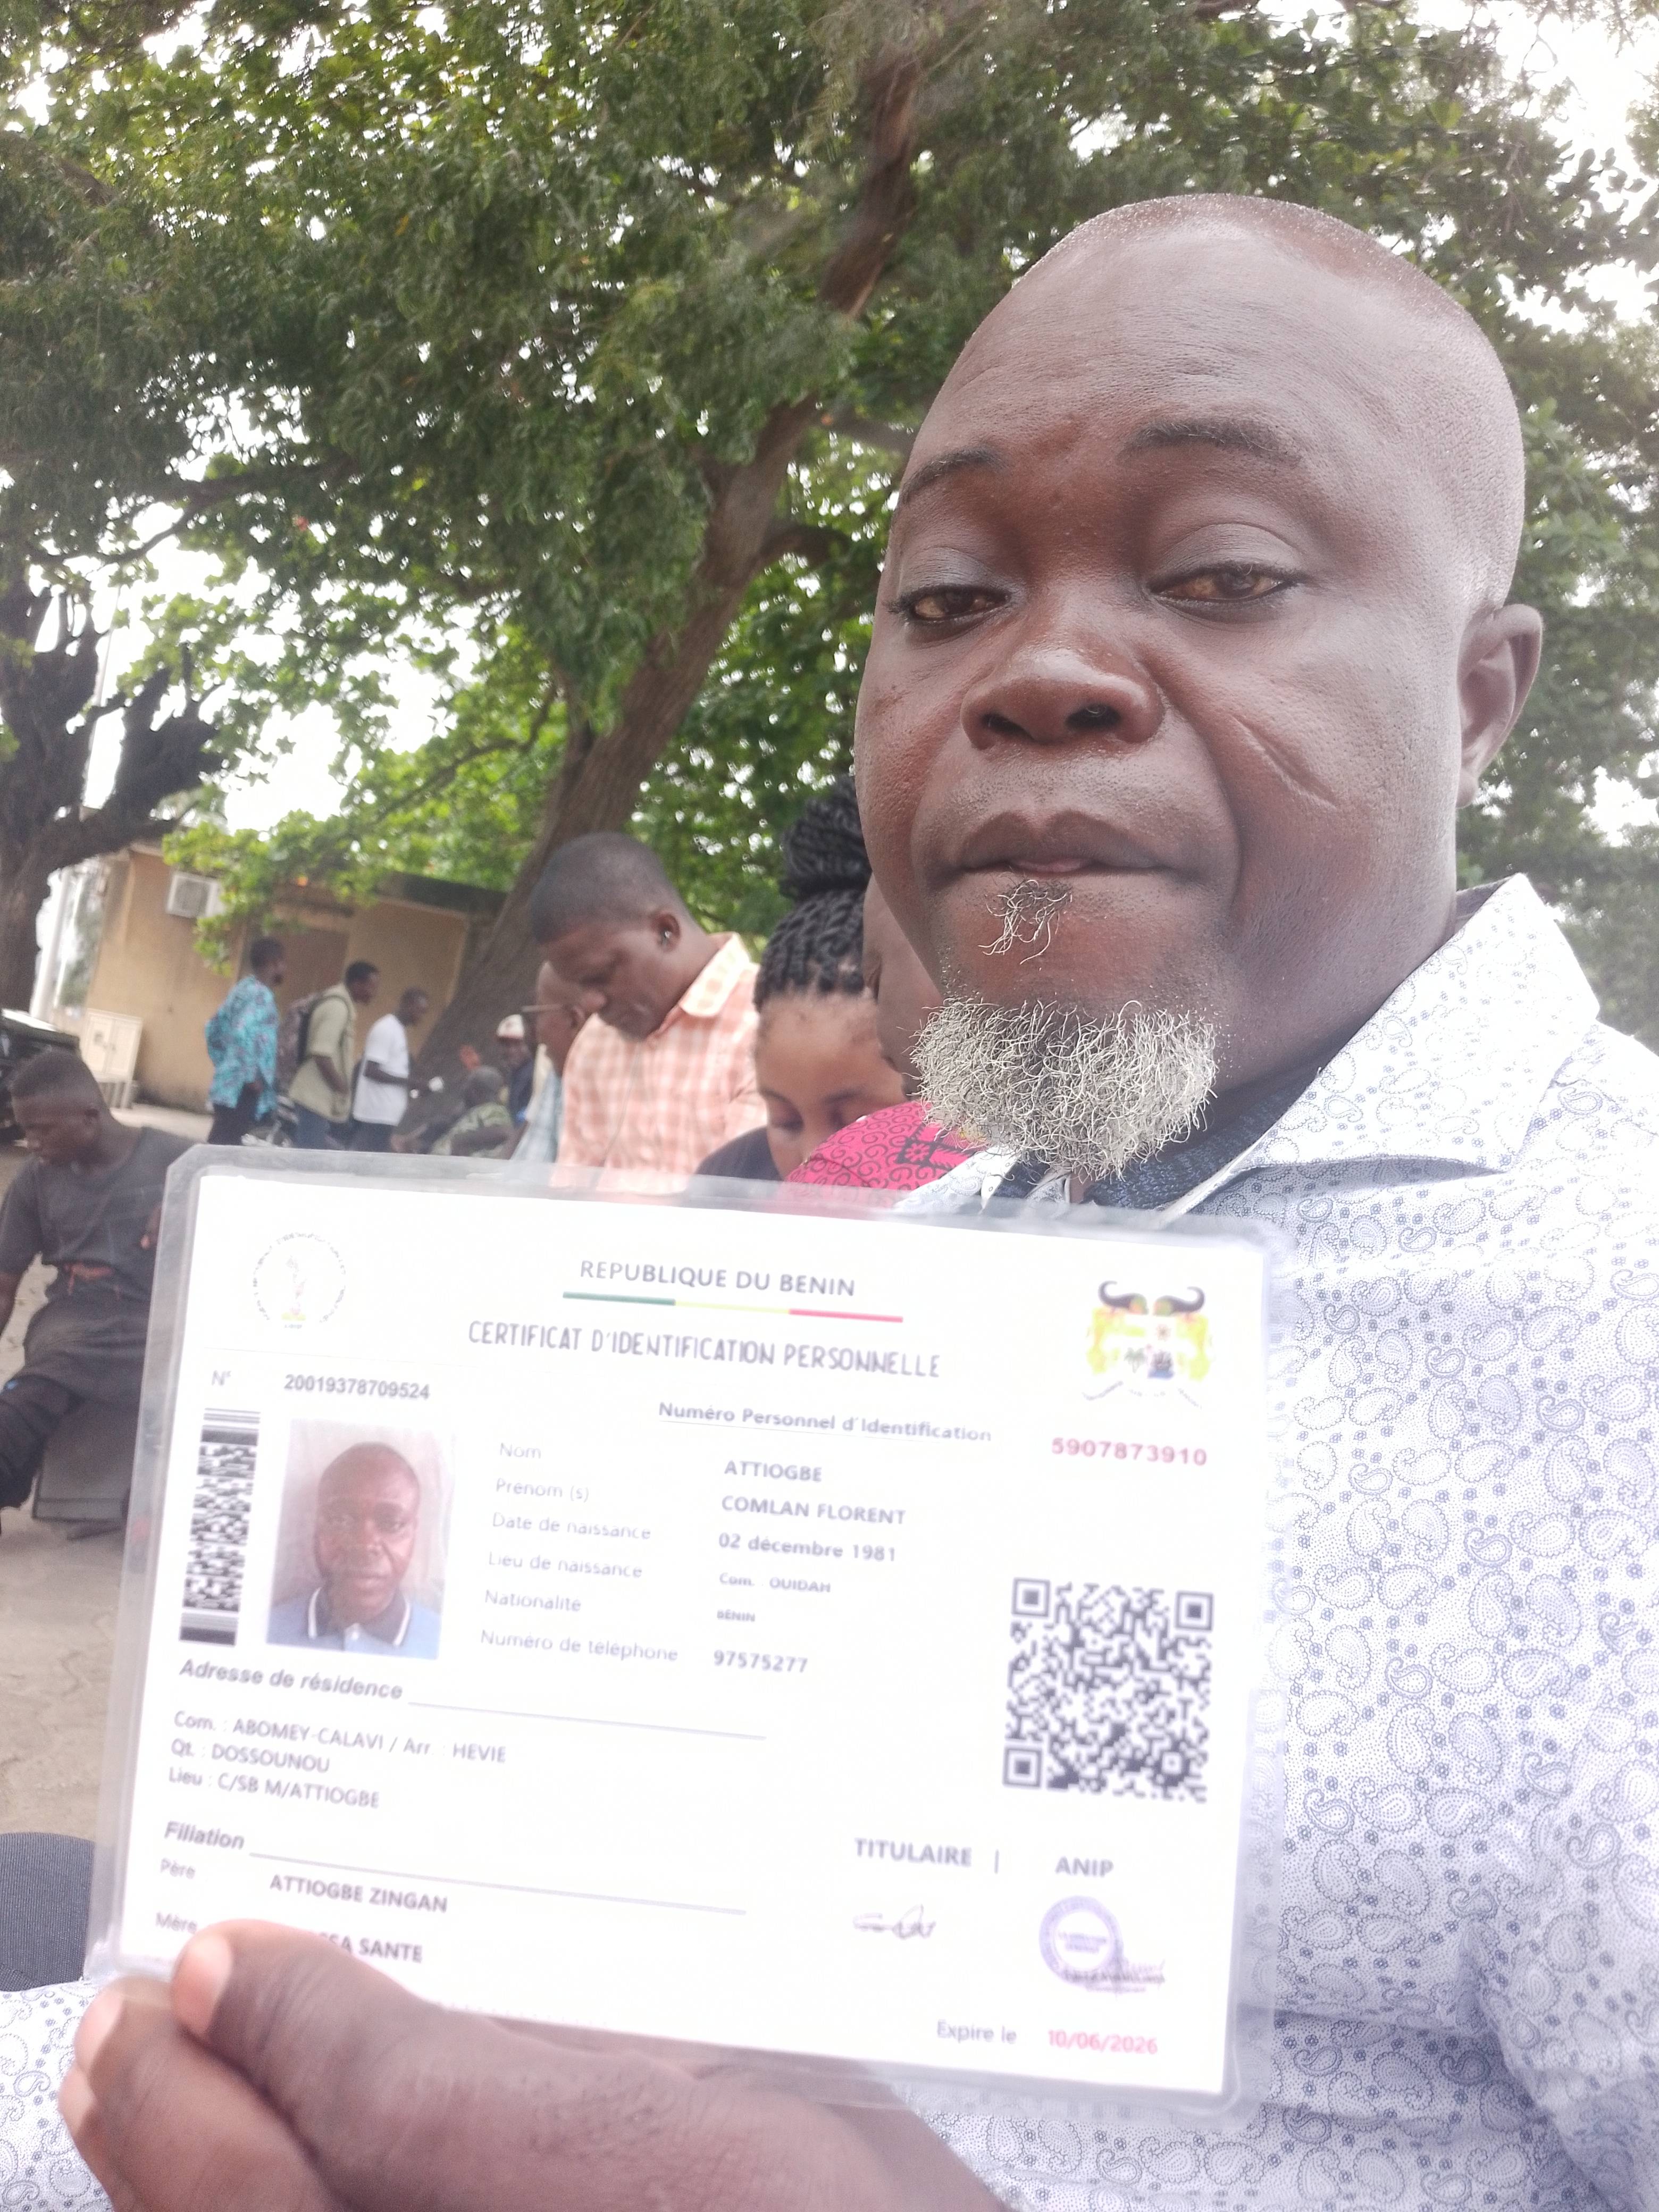 REPUBLIQUE DU BENIN
CERTIFICAT D'IDENTIFICATION PERSONNELLE
N° 20019378709524
Numéro Personnel d'Identification 5907873910
Nom ATTIOGBE
Prénom (s) COMLAN FLORENT
Date de naissance 02 décembre 1981
Lieu de naissance Com. : OUIDAH
Nationalité BENIN
Numéro de téléphone 97575277
Adresse de résidence
Com. : ABOMEY-CALAVI / Arr. : HEVIE
Qt. : DOSSOUNOU
Lieu : C/SB M/ATTIOGBE
Filiation
Père ATTIOGBE ZINGAN
Mère SANTE
TITULAIRE | ANIP
Expire le 10/06/2026